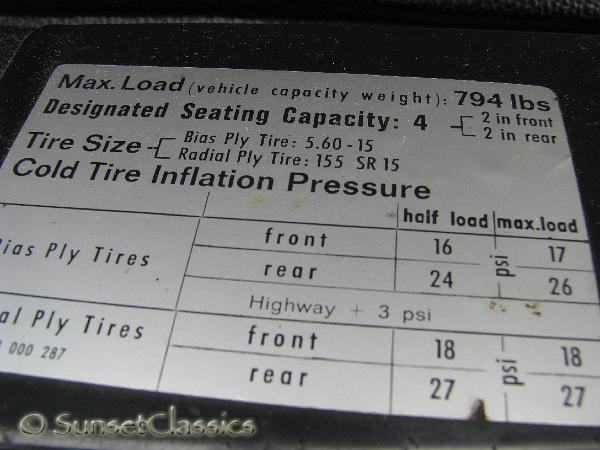 Max. Load (vehicle capacity weight): 794 lbs
Designated Seating Capacity: 4 2 in front
2 in rear
Tire Size Bias Ply Tire: 5.60-15
Radial Ply Tire: 155 SR 15
Cold Tire Inflation Pressure
half load max.load
Bias Ply Tires front 16 psi 17
rear 24 26
Highway + 3 psi
al Ply Tires front 18 psi 18
000 287 rear 27 27
© SunsetClassics